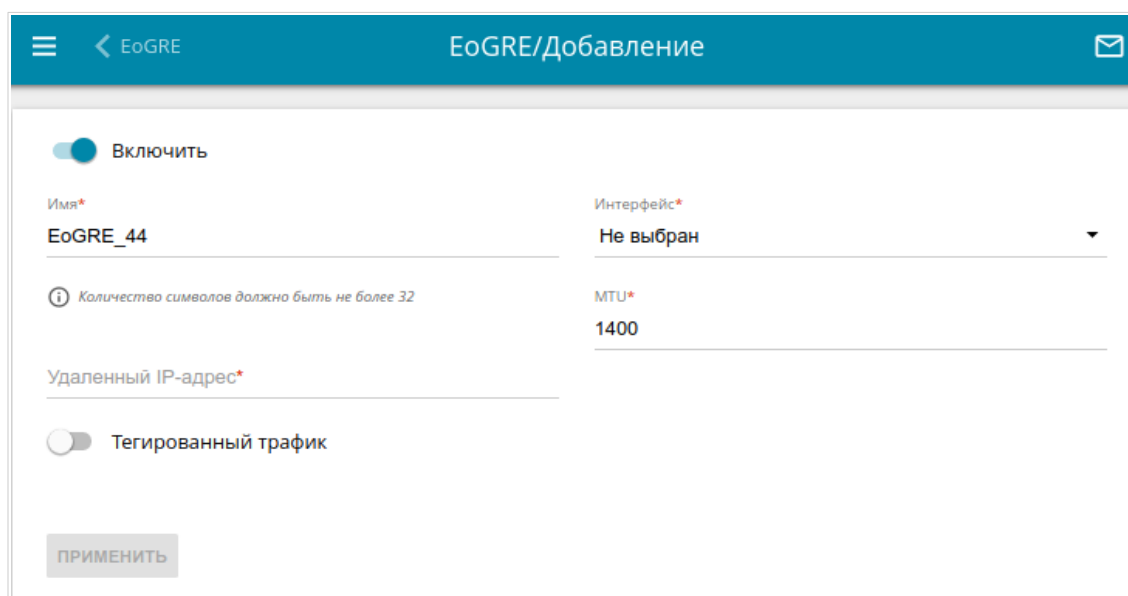 EoGRE
EoGRE/Добавление
Включить
Имя*
EoGRE_44
Интерфейс*
Не выбран
Количество символов должно быть не более 32
MTU*
1400
Удаленный IP-адрес*
Тегированный трафик
ПРИМЕНИТЬ